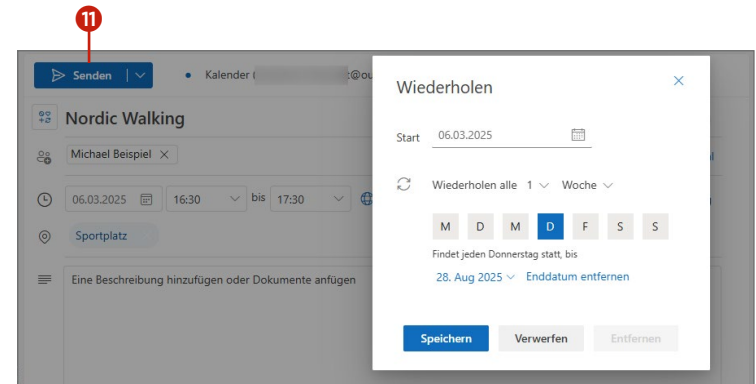 11
Senden
Kalender (
:@ou
Nordic Walking
Michael Beispiel ×
06.03.2025 16:30 bis 17:30
Sportplatz
Eine Beschreibung hinzufügen oder Dokumente anfügen
Wiederholen
Start 06.03.2025
Wiederholen alle 1 Woche
M D M D F S S
Findet jeden Donnerstag statt, bis
28. Aug 2025 Enddatum entfernen
Speichern Verwerfen Entfernen